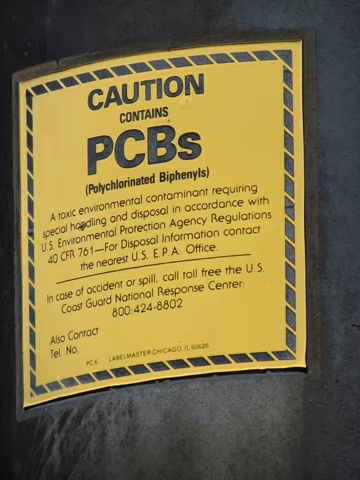 CAUTION
CONTAINS
PCBs
(Polychlorinated Biphenyls)
A toxic environmental contaminant requiring
special handling and disposal in accordance with
U.S. Environmental Protection Agency Regulations
40 CFR 761—For Disposal Information contact
the nearest U.S. E.P.A. Office.
In case of accident or spill, call toll free the U.S.
Coast Guard National Response Center:
800:424-8802
Also Contact
Tel. No.
PC-6 LABELMASTER CHICAGO, IL 60626